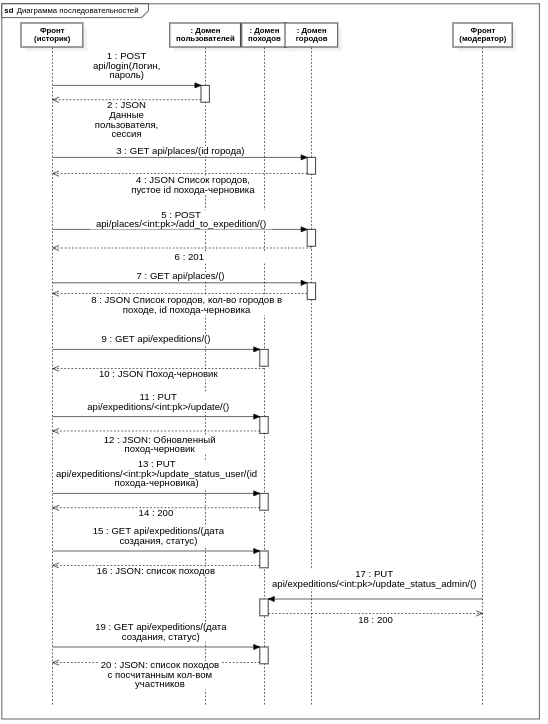 sd Диаграмма последовательностей
Фронт
(историк)
: Домен
пользователей
: Домен
походов
: Домен
городов
Фронт
(модератор)
1 : POST
api/login(Логин,
пароль)
2 : JSON
Данные
пользователя,
сессия
3 : GET api/places/(id города)
4 : JSON Список городов,
пустое id похода-черновика
5 : POST
api/places/<int:pk>/add_to_expedition/()
6 : 201
7 : GET api/places/()
8 : JSON Список городов, кол-во городов в
походе, id похода-черновика
9 : GET api/expeditions/()
10 : JSON Поход-черновик
11 : PUT
api/expeditions/<int:pk>/update/()
12 : JSON: Обновленный
поход-черновик
13 : PUT
api/expeditions/<int:pk>/update_status_user/(id
похода-черновика)
14 : 200
15 : GET api/expeditions/(дата
создания, статус)
16 : JSON: список походов
17 : PUT
api/expeditions/<int:pk>/update_status_admin/()
18 : 200
19 : GET api/expeditions/(дата
создания, статус)
20 : JSON: список походов
с посчитанным кол-вом
участников